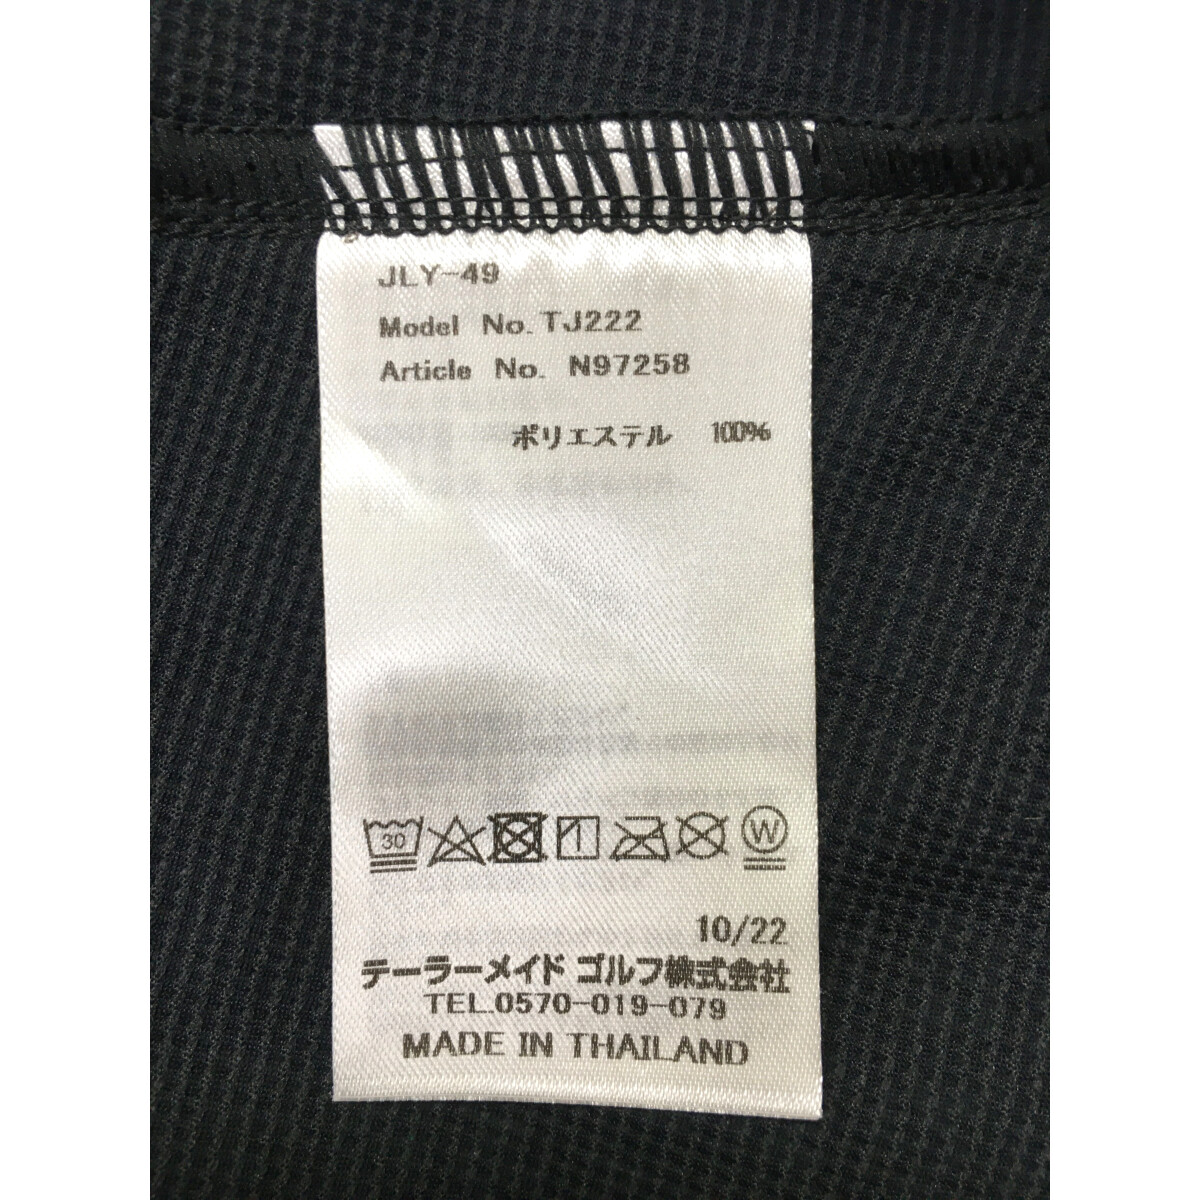 JLY-49
Model No. TJ222
Article No. N97258
ポリエステル 100%
30 W
10/22
テーラーメイド ゴルフ株式会社
TEL.0570-019-079
MADE IN THAILAND